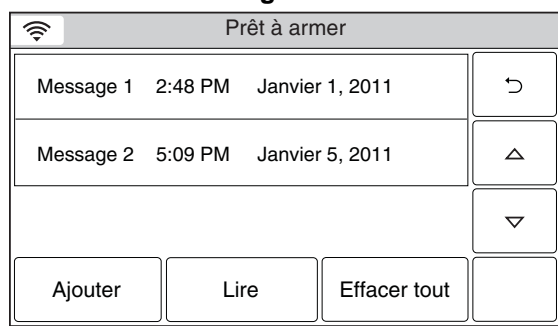 Prêt à armer
Message 1 2:48 PM Janvier 1, 2011
Message 2 5:09 PM Janvier 5, 2011
Ajouter Lire Effacer tout